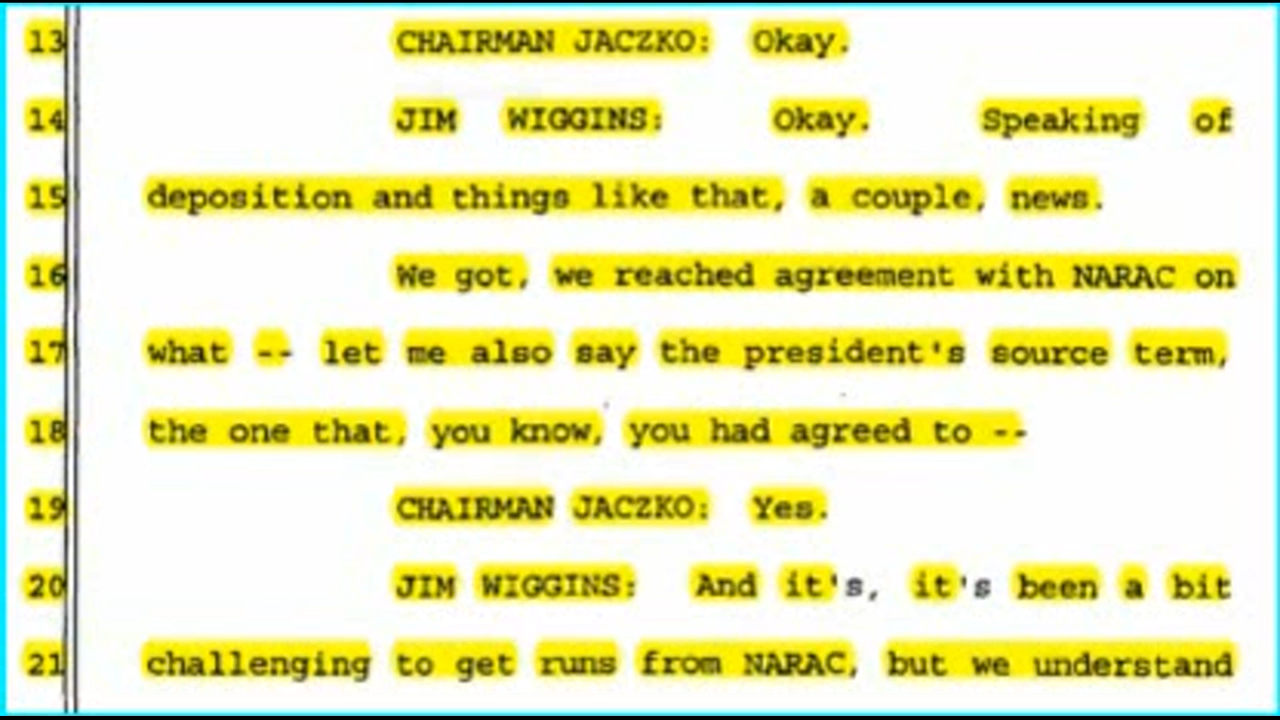 13 CHAIRMAN JACZKO: Okay.
14 JIM WIGGINS: Okay. Speaking of
15 deposition and things like that, a couple, news.
16 We got, we reached agreement with NARAC on
17 what -- let me also say the president's source term,
18 the one that, you know, you had agreed to --
19 CHAIRMAN JACZKO: Yes.
20 JIM WIGGINS: And it's, it's been a bit
21 challenging to get runs from NARAC, but we understand